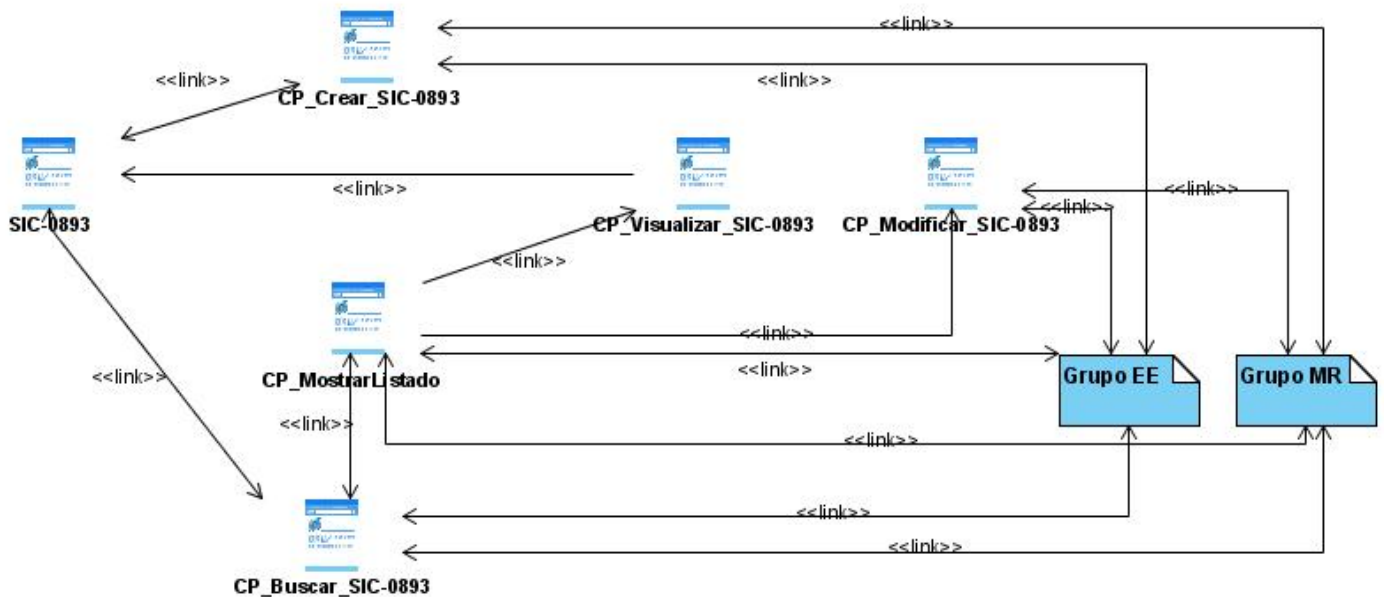 <<link>>
<<link>>
<<link>>
CP_Crear_SIC-0893
<<link>>
<<link>>
<<link>>
SIC-0893
CP_Visualizar_SIC-0893
CP_Modificar_SIC-0893
<<link>>
<<link>>
<<link>>
<<link>>
CP_MostrarListado
Grupo EE
Grupo MR
<<link>>
<<link>>
<<link>>
<<link>>
CP_Buscar_SIC-0893